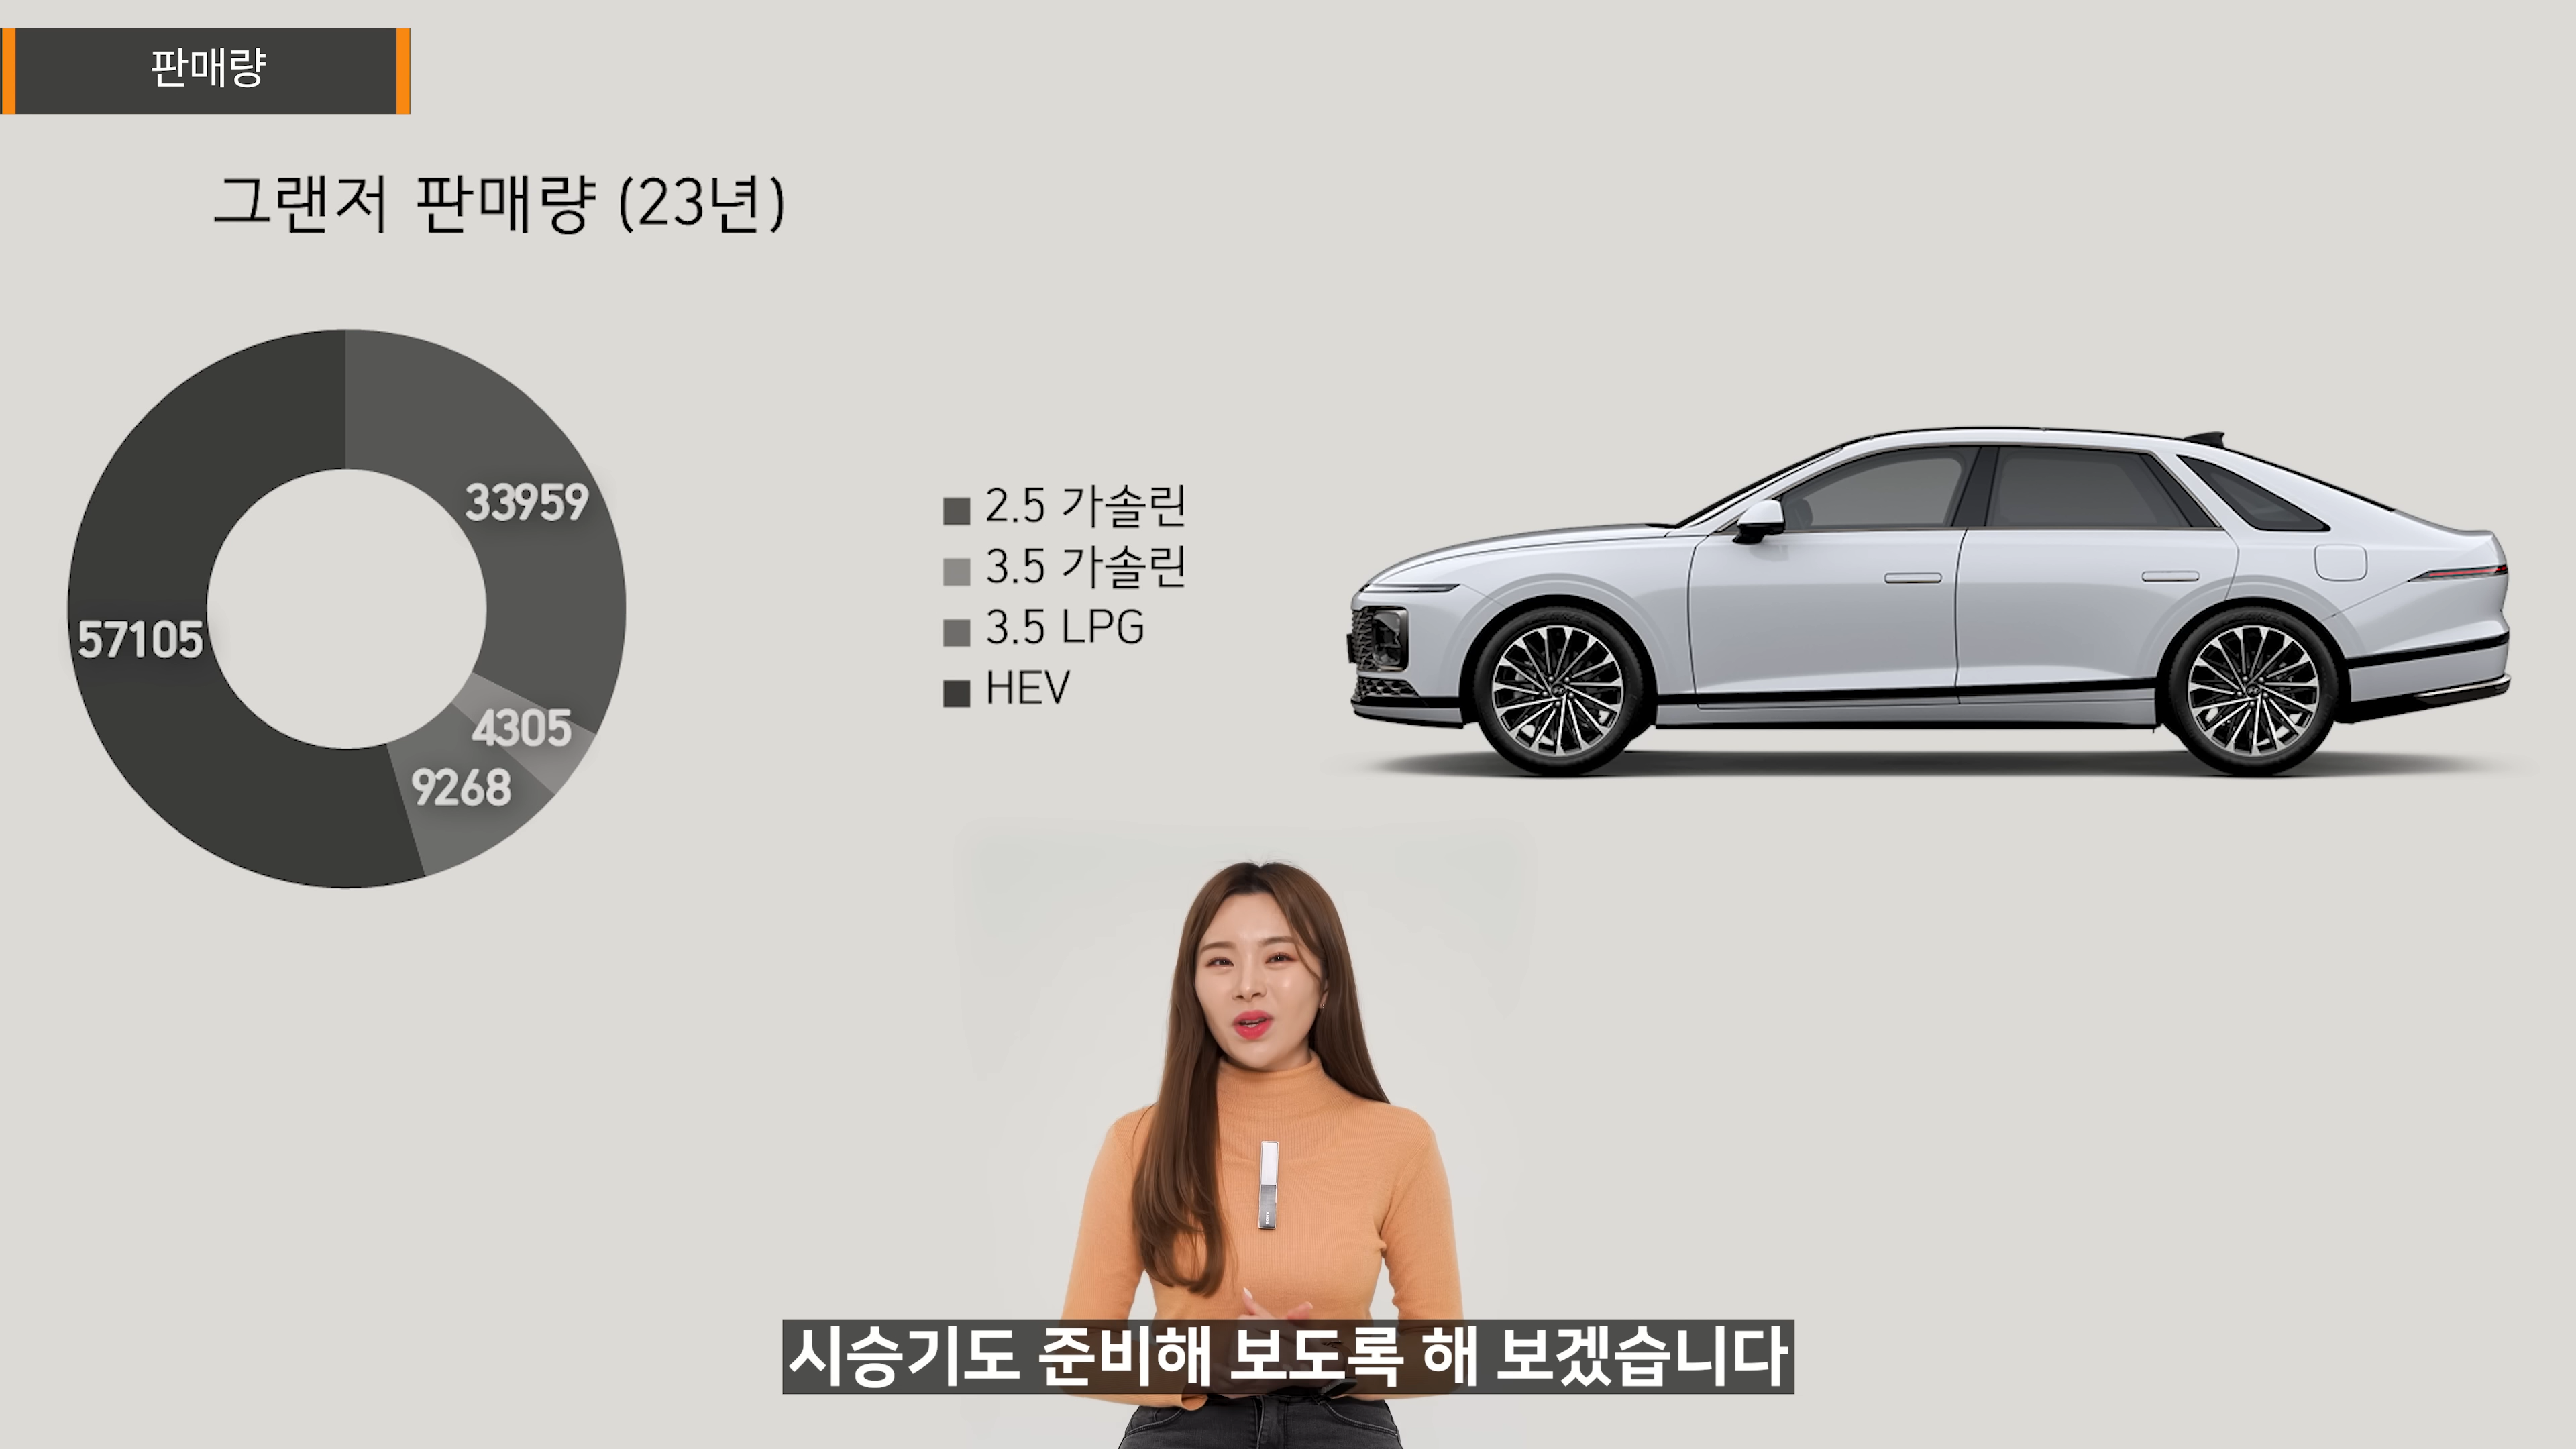 판매량
그랜저 판매량 (23년)
33959
57105
4305
9268
2.5 가솔린
3.5 가솔린
3.5 LPG
HEV
시승기도 준비해 보도록 해 보겠습니다